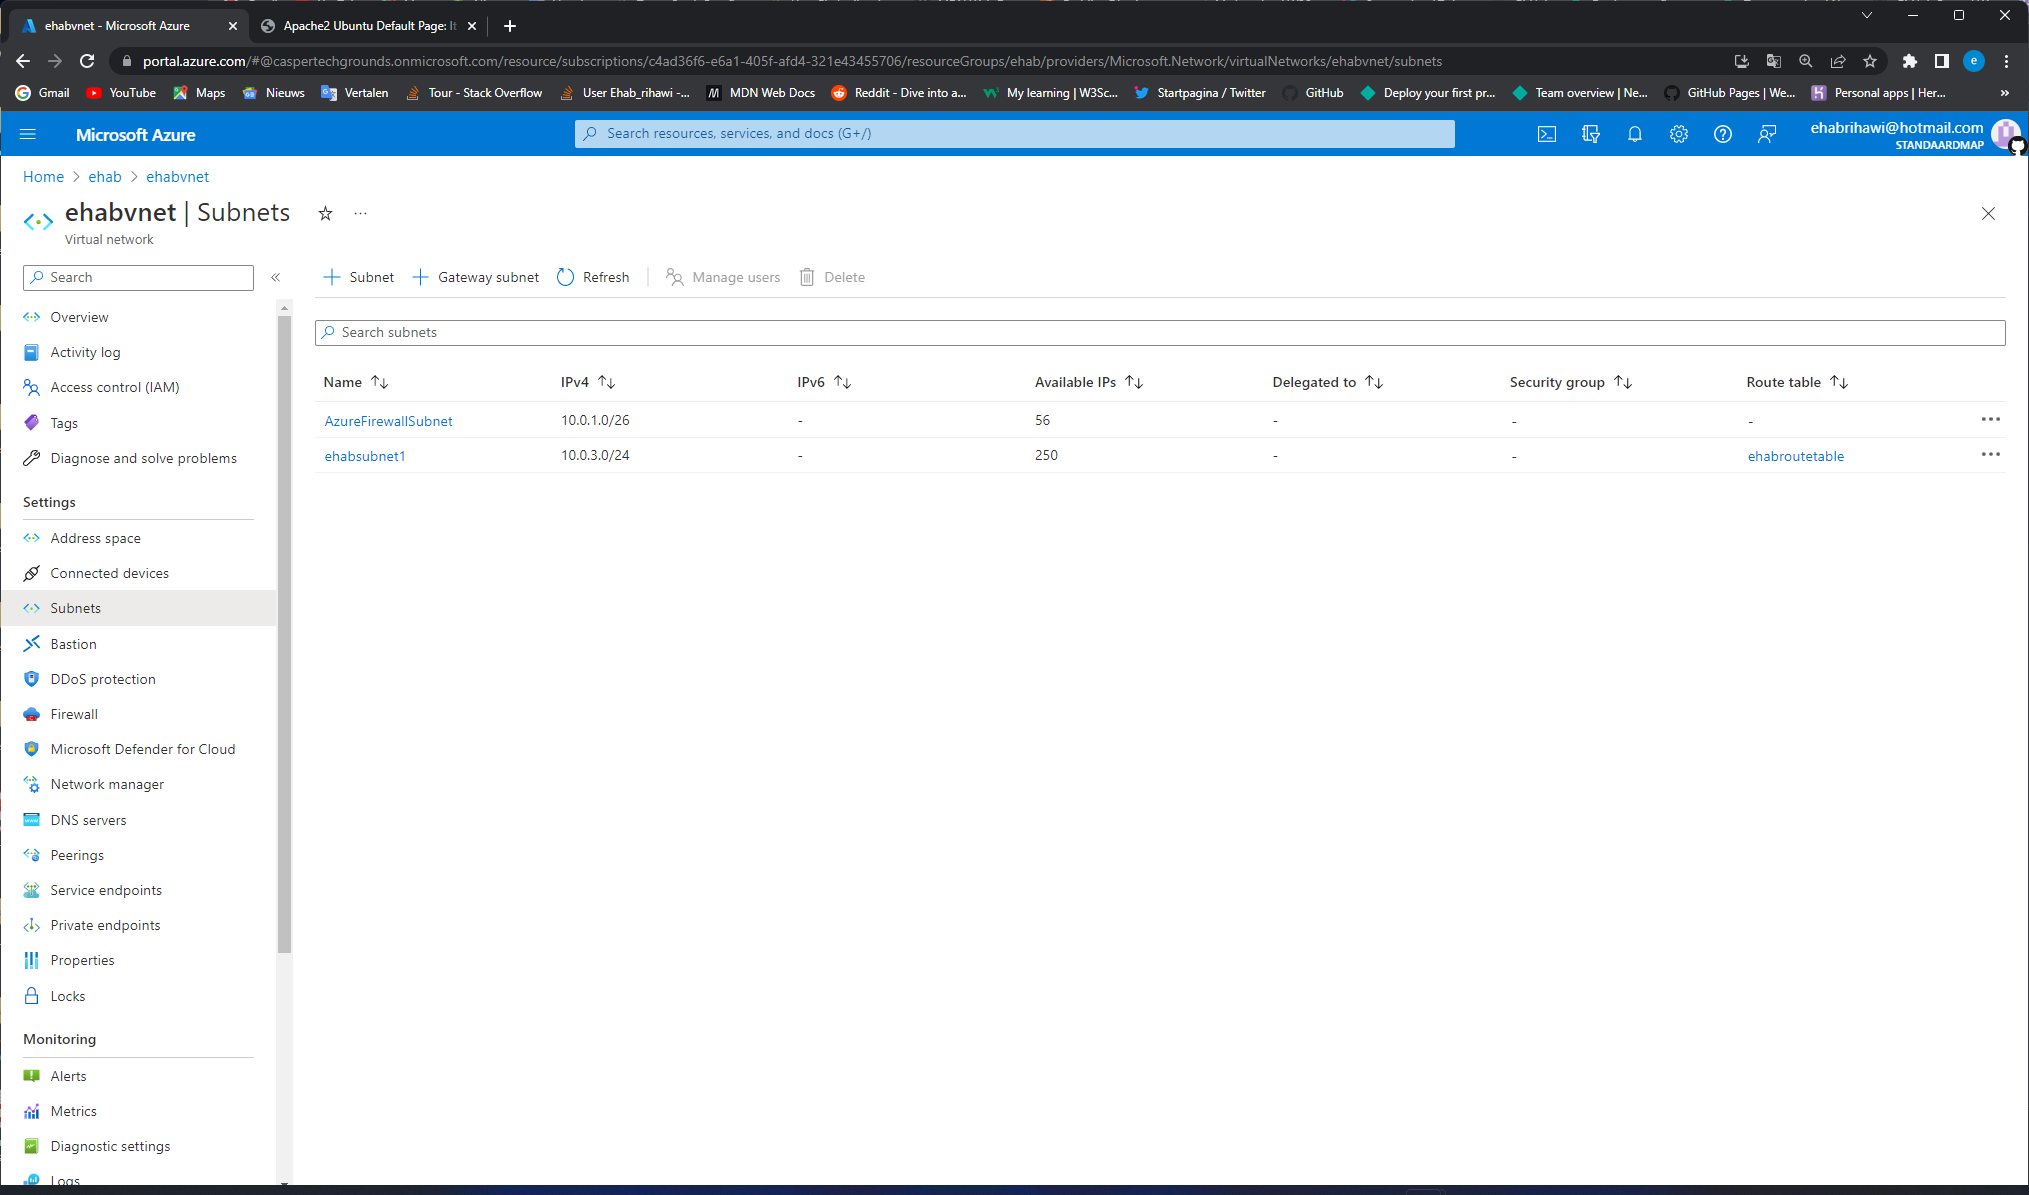 ehabvnet - Microsoft Azure
Apache2 Ubuntu Default Page: It
portal.azure.com/#@caspertechgrounds.onmicrosoft.com/resource/subscriptions/c4ad36f6-e6a1-405f-afd4-321e43455706/resourceGroups/ehab/providers/Microsoft.Network/virtualNetworks/ehabvnet/subnets
e
Gmail YouTube Maps Nieuws Vertalen Tour - Stack Overflow User Ehab_rihawi -... MDN Web Docs Reddit - Dive into a... My learning | W3Sc... Startpagina / Twitter GitHub Deploy your first pr... Team overview | Ne... GitHub Pages | We... Personal apps | Her... »
Microsoft Azure
Search resources, services, and docs (G+/)
ehabrihawi@hotmail.com
STANDAARDMAP
Home > ehab > ehabvnet
ehabvnet | Subnets
Virtual network
Search
Subnet Gateway subnet Refresh Manage users Delete
Search subnets
Name IPv4 IPv6 Available IPs Delegated to Security group Route table
AzureFirewallSubnet 10.0.1.0/26 - 56 - - -
ehabsubnet1 10.0.3.0/24 - 250 - - ehabroutetable
Overview
Activity log
Access control (IAM)
Tags
Diagnose and solve problems
Settings
Address space
Connected devices
Subnets
Bastion
DDoS protection
Firewall
Microsoft Defender for Cloud
Network manager
DNS servers
Peerings
Service endpoints
Private endpoints
Properties
Locks
Monitoring
Alerts
Metrics
Diagnostic settings
Logs